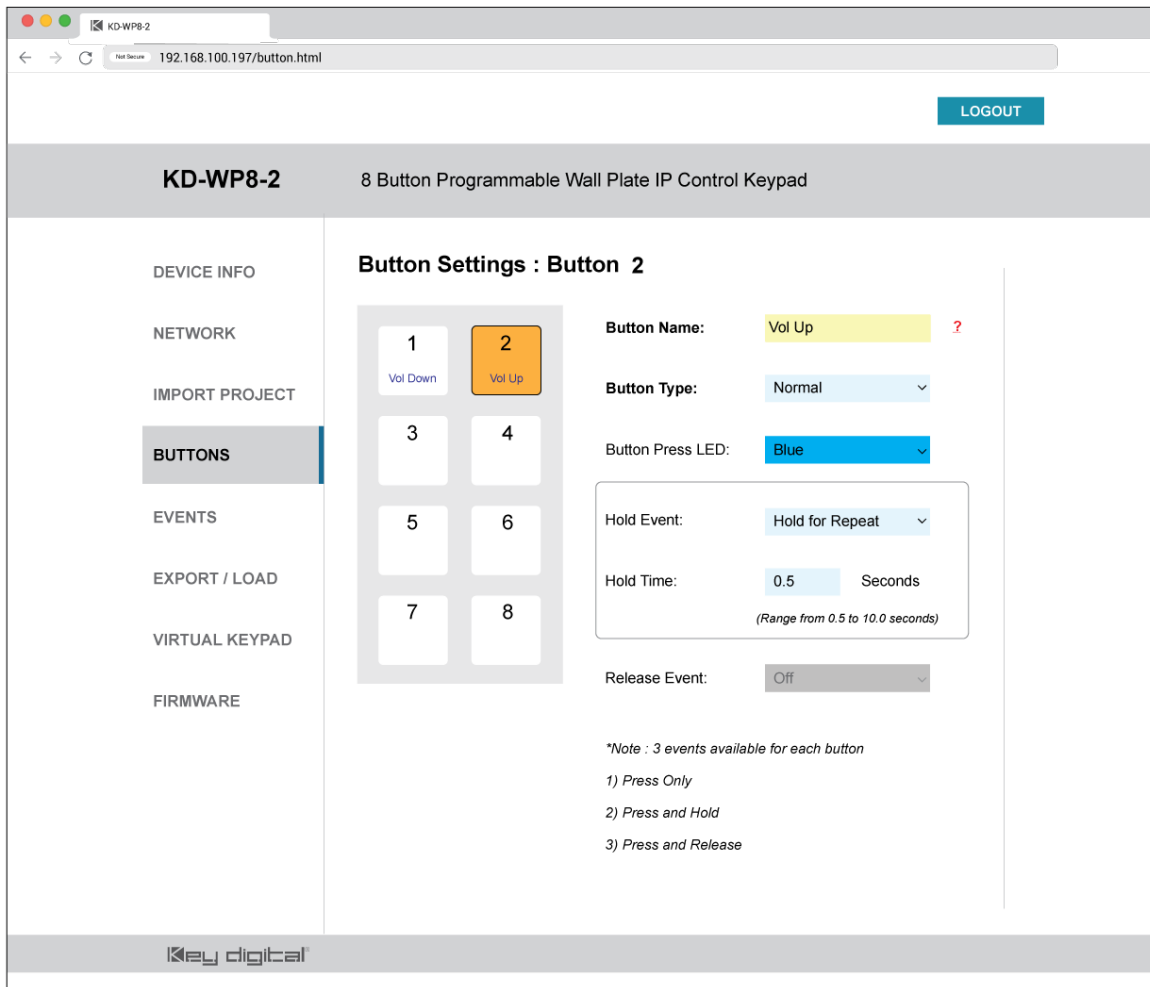 KD-WP8-2
Not Secure 192.168.100.197/button.html
LOGOUT
KD-WP8-2 8 Button Programmable Wall Plate IP Control Keypad
DEVICE INFO
NETWORK
IMPORT PROJECT
BUTTONS
EVENTS
EXPORT / LOAD
VIRTUAL KEYPAD
FIRMWARE
Button Settings : Button 2
1
Vol Down
2
Vol Up
3
4
5
6
7
8
Button Name: Vol Up ?
Button Type: Normal
Button Press LED: Blue
Hold Event: Hold for Repeat
Hold Time: 0.5 Seconds
(Range from 0.5 to 10.0 seconds)
Release Event: Off
*Note : 3 events available for each button
1) Press Only
2) Press and Hold
3) Press and Release
Key digital®